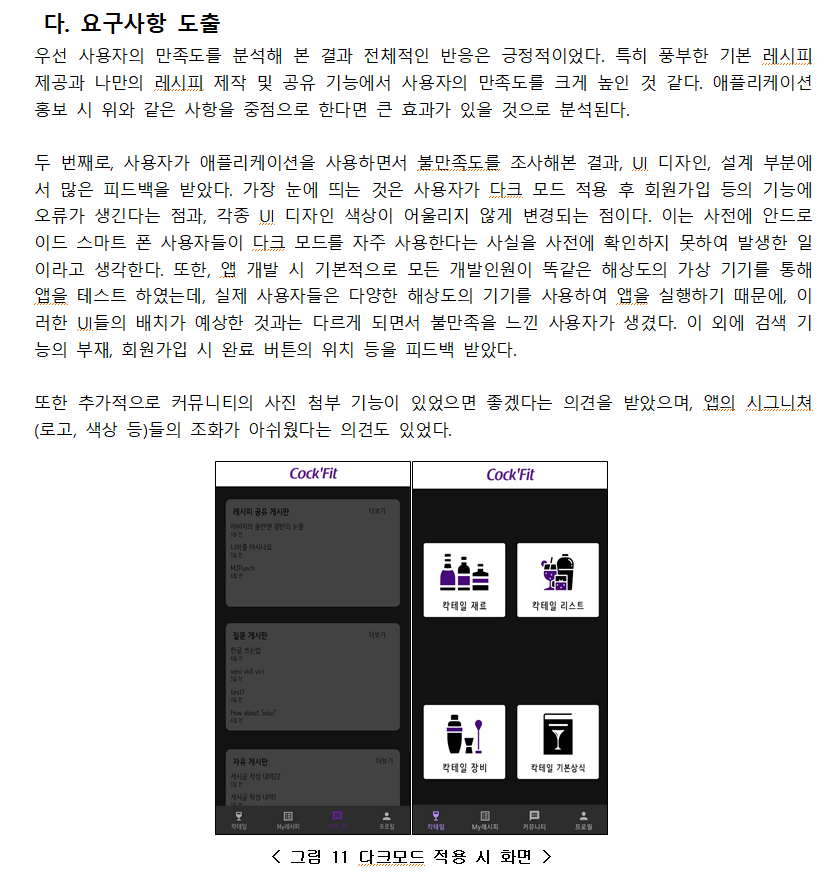 다. 요구사항 도출
우선 사용자의 만족도를 분석해 본 결과 전체적인 반응은 긍정적이었다. 특히 풍부한 기본 레시피
제공과 나만의 레시피 제작 및 공유 기능에서 사용자의 만족도를 크게 높인 것 같다. 애플리케이션
홍보 시 위와 같은 사항을 중점으로 한다면 큰 효과가 있을 것으로 분석된다.
두 번째로, 사용자가 애플리케이션을 사용하면서 불만족도를 조사해본 결과, UI 디자인, 설계 부분에
서 많은 피드백을 받았다. 가장 눈에 띄는 것은 사용자가 다크 모드 적용 후 회원가입 등의 기능에
오류가 생긴다는 점과, 각종 UI 디자인 색상이 어울리지 않게 변경되는 점이다. 이는 사전에 안드로
이드 스마트 폰 사용자들이 다크 모드를 자주 사용한다는 사실을 사전에 확인하지 못하여 발생한 일
이라고 생각한다. 또한, 앱 개발 시 기본적으로 모든 개발인원이 똑같은 해상도의 가상 기기를 통해
앱을 테스트 하였는데, 실제 사용자들은 다양한 해상도의 기기를 사용하여 앱을 실행하기 때문에, 이
러한 UI들의 배치가 예상한 것과는 다르게 되면서 불만족을 느낀 사용자가 생겼다. 이 외에 검색 기
능의 부재, 회원가입 시 완료 버튼의 위치 등을 피드백 받았다.
또한 추가적으로 커뮤니티의 사진 첨부 기능이 있었으면 좋겠다는 의견을 받았으며, 앱의 시그니쳐
(로고, 색상 등)들의 조화가 아쉬웠다는 의견도 있었다.
Cock'Fit
레시피 공유 게시판 더보기
MJPunch
질문 게시판 더보기
한글 쓰는법
veni vidi vici
test1
How about Soju?
자유 게시판 더보기
게시글 작성 내역22
게시글 작성 내역1
칵테일 My레시피 커뮤니티 프로필
Cock'Fit
칵테일 재료 칵테일 리스트
칵테일 장비 칵테일 기본상식
칵테일 My레시피 커뮤니티 프로필
< 그림 11 다크모드 적용 시 화면 >